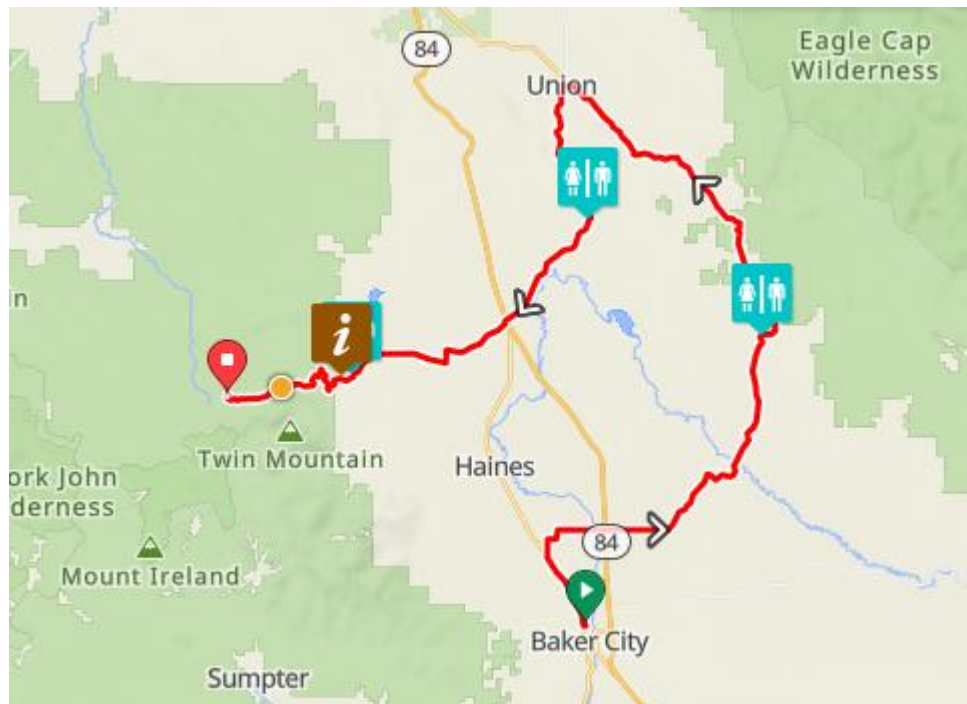 84
Eagle Cap
Wilderness
Union
in
i
Twin Mountain
Haines
ork John
derness
84
Mount Ireland
Baker City
Sumpter